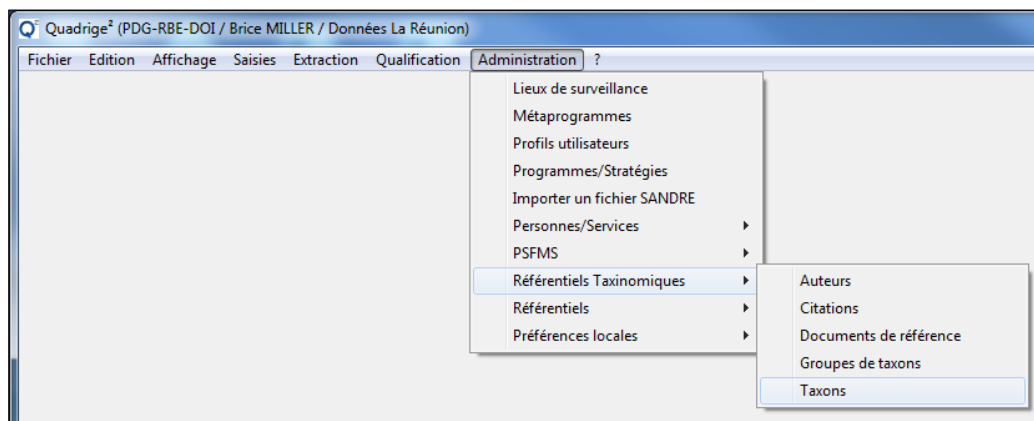 Quadrige² (PDG-RBE-DOI / Brice MILLER / Données La Réunion)
Fichier Edition Affichage Saisies Extraction Qualification Administration ?
Lieux de surveillance
Métaprogrammes
Profils utilisateurs
Programmes/Stratégies
Importer un fichier SANDRE
Personnes/Services
PSFMS
Référentiels Taxinomiques
Référentiels
Préférences locales
Auteurs
Citations
Documents de référence
Groupes de taxons
Taxons